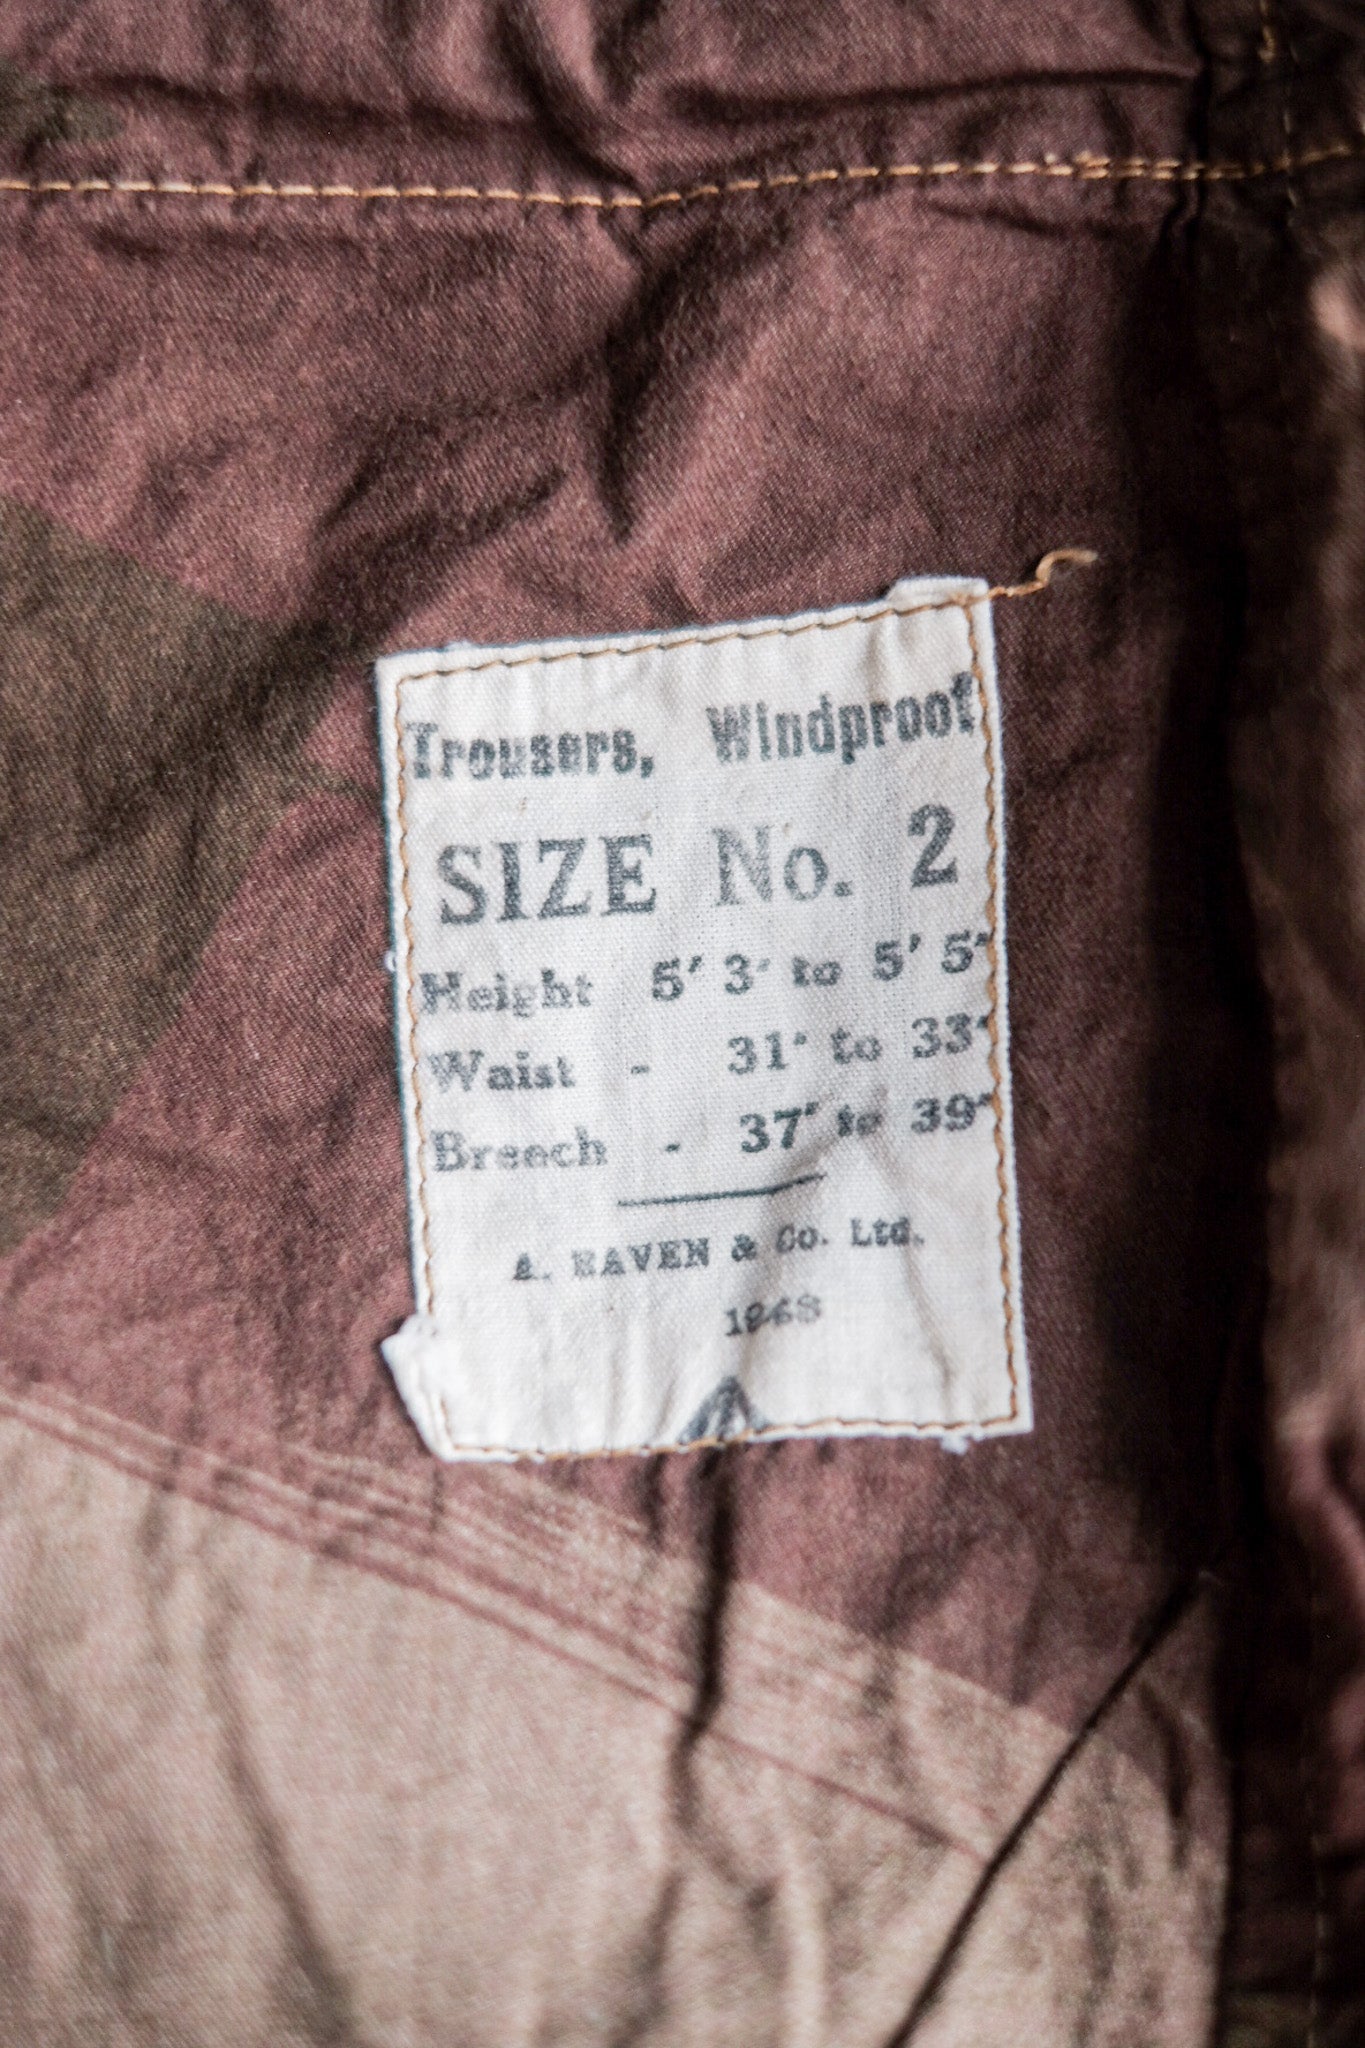 Trousers, Windproof
SIZE No. 2
Height 5' 3" to 5' 5"
Waist - 31" to 33"
Breech - 37" to 39"
A. RAVEN & Co. Ltd.